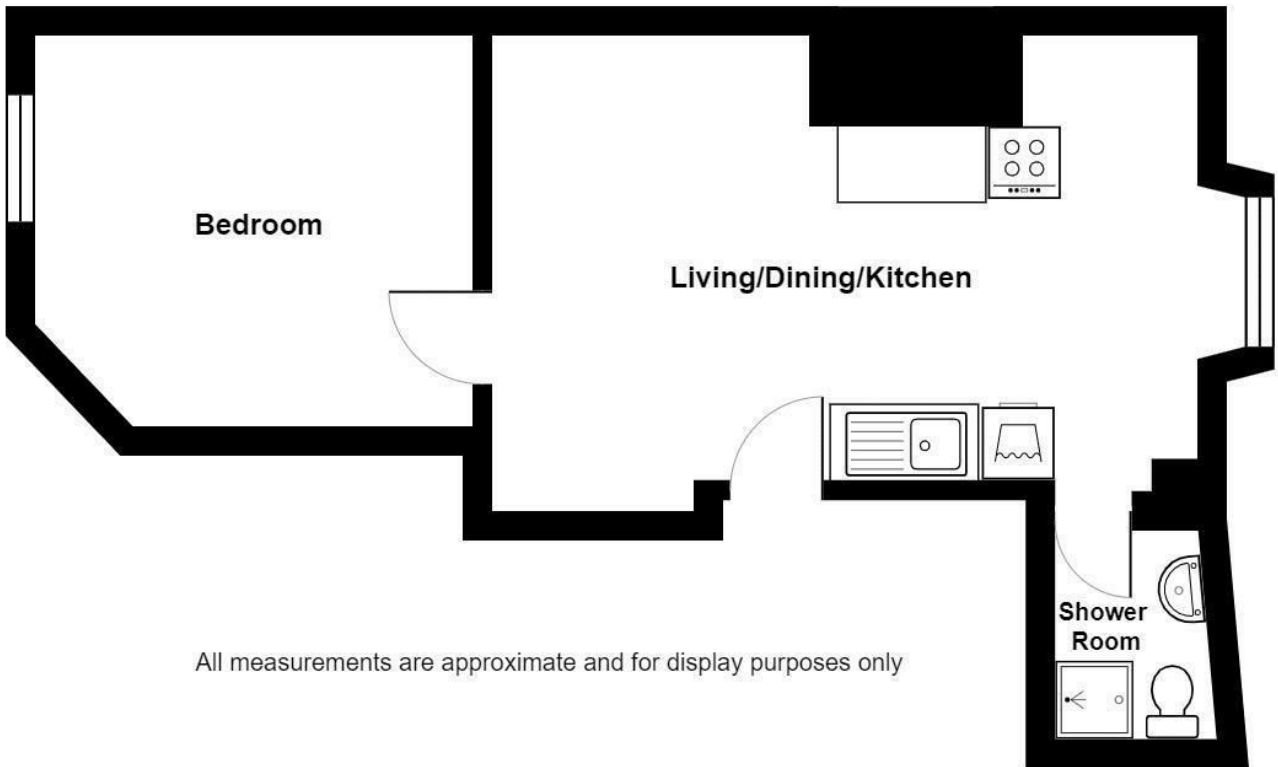 Bedroom
Living/Dining/Kitchen
Shower
Room
All measurements are approximate and for display purposes only